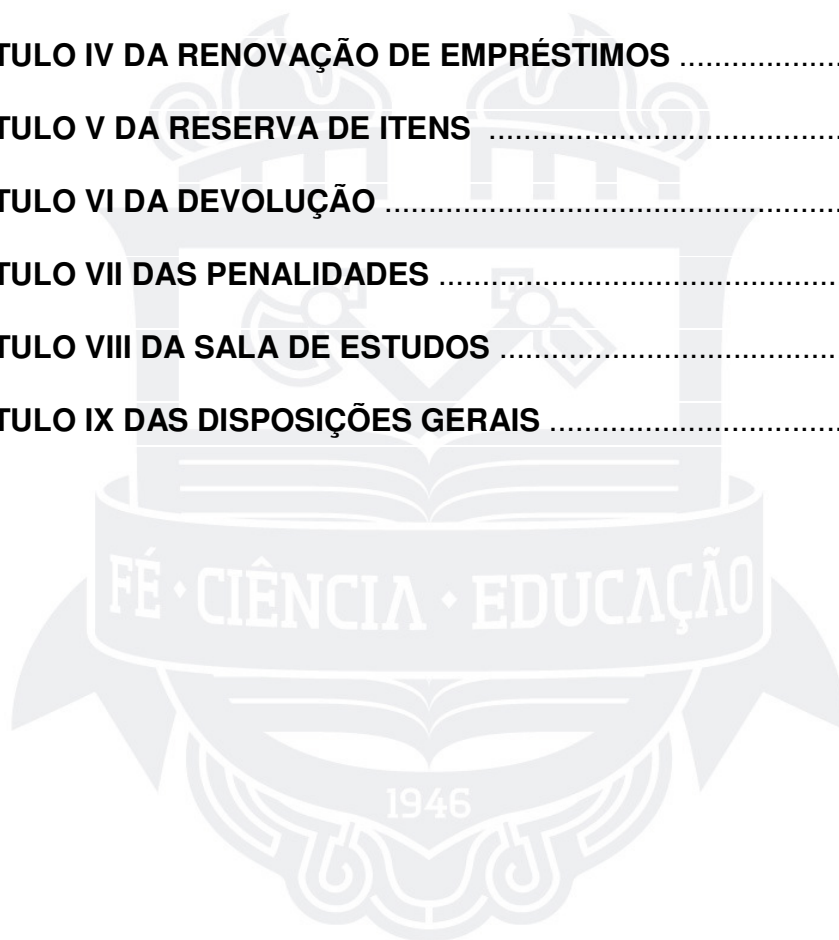 TULO IV DA RENOVAÇÃO DE EMPRÉSTIMOS ..................
TULO V DA RESERVA DE ITENS ......................................
TULO VI DA DEVOLUÇÃO ..................................................
TULO VII DAS PENALIDADES ............................................
TULO VIII DA SALA DE ESTUDOS .....................................
TULO IX DAS DISPOSIÇÕES GERAIS ................................
FÉ • CIÊNCIA • EDUCAÇÃO
1946